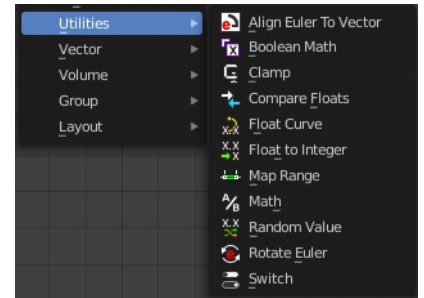 Utilities
Vector
Volume
Group
Layout
Align Euler To Vector
Boolean Math
Clamp
Compare Floats
Float Curve
Float to Integer
Map Range
Math
Random Value
Rotate Euler
Switch